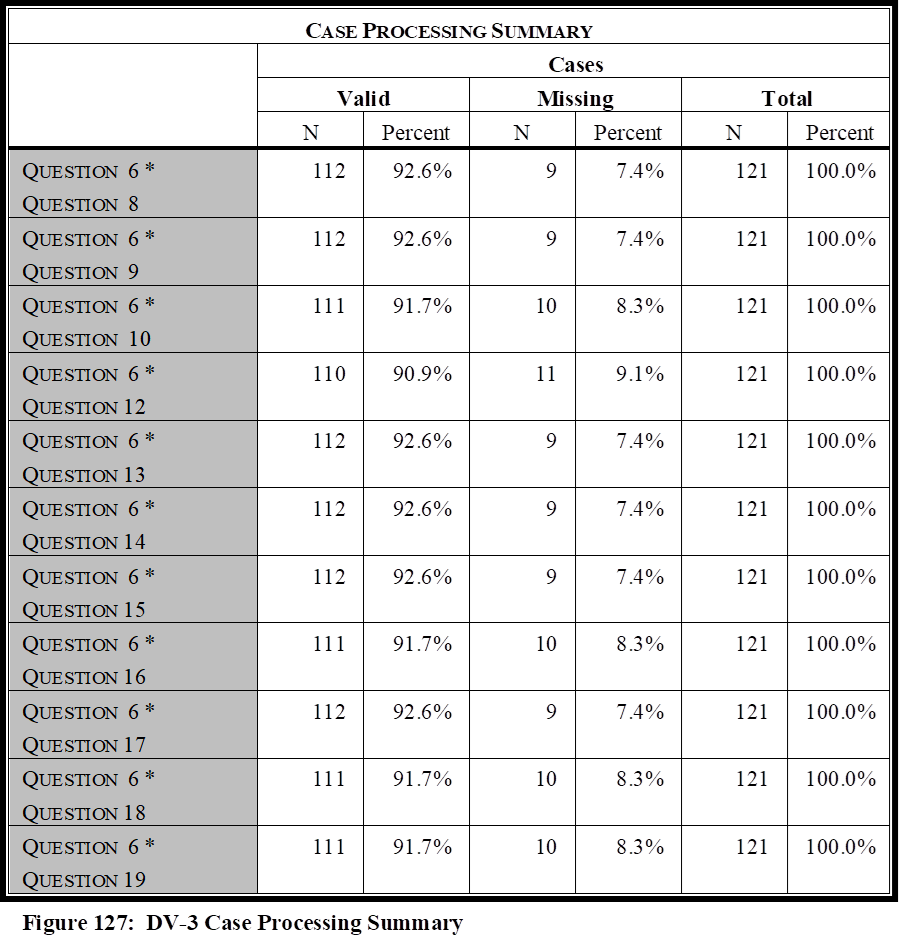 CASE PROCESSING SUMMARY
Cases
Valid Missing Total
N Percent N Percent N Percent
QUESTION 6 * 112 92.6% 9 7.4% 121 100.0%
QUESTION 8
QUESTION 6 * 112 92.6% 9 7.4% 121 100.0%
QUESTION 9
QUESTION 6 * 111 91.7% 10 8.3% 121 100.0%
QUESTION 10
QUESTION 6 * 110 90.9% 11 9.1% 121 100.0%
QUESTION 12
QUESTION 6 * 112 92.6% 9 7.4% 121 100.0%
QUESTION 13
QUESTION 6 * 112 92.6% 9 7.4% 121 100.0%
QUESTION 14
QUESTION 6 * 112 92.6% 9 7.4% 121 100.0%
QUESTION 15
QUESTION 6 * 111 91.7% 10 8.3% 121 100.0%
QUESTION 16
QUESTION 6 * 112 92.6% 9 7.4% 121 100.0%
QUESTION 17
QUESTION 6 * 111 91.7% 10 8.3% 121 100.0%
QUESTION 18
QUESTION 6 * 111 91.7% 10 8.3% 121 100.0%
QUESTION 19
Figure 127: DV-3 Case Processing Summary